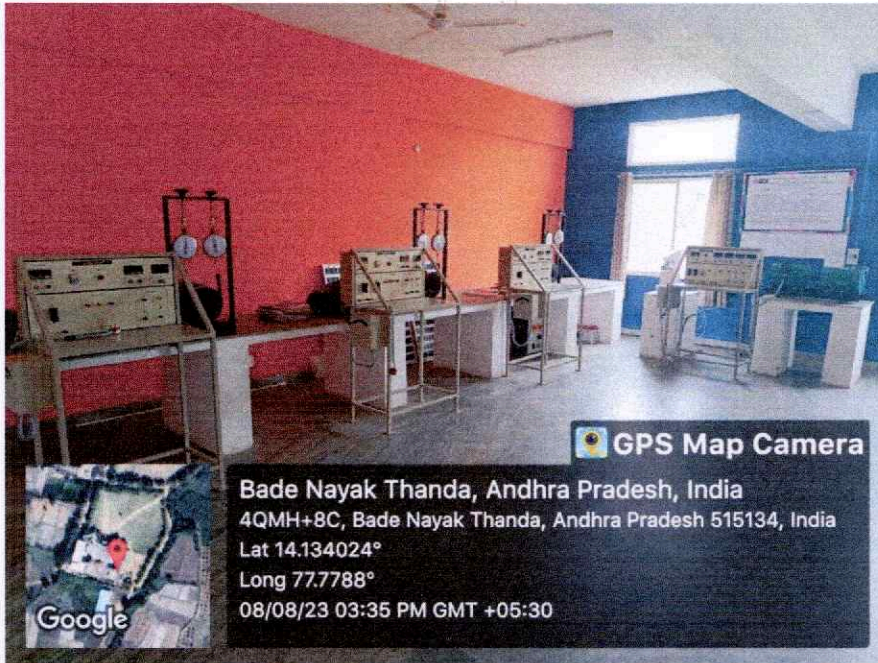 GPS Map Camera
Bade Nayak Thanda, Andhra Pradesh, India
4QMH+8C, Bade Nayak Thanda, Andhra Pradesh 515134, India
Lat 14.134024°
Long 77.7788°
08/08/23 03:35 PM GMT +05:30
Google